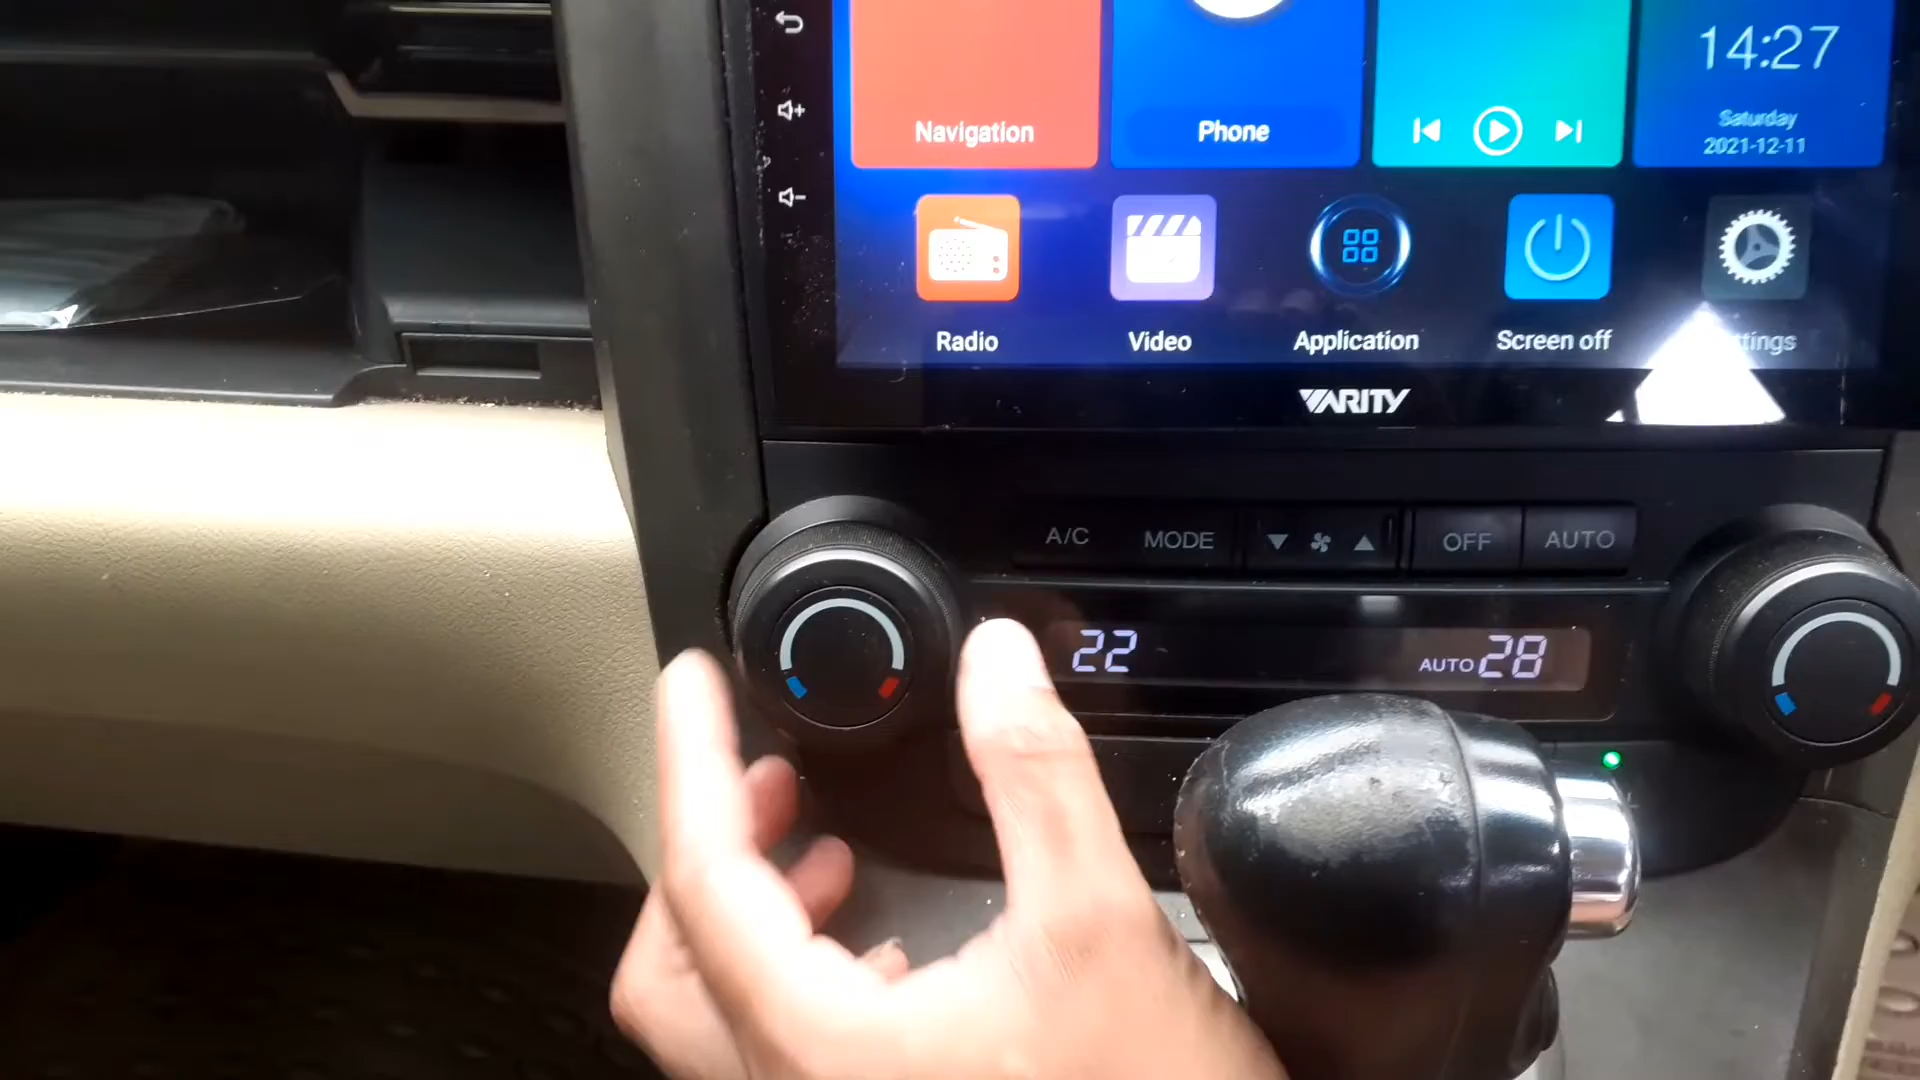 14:27
Saturday
2021-12-11
Navigation
Phone
Radio
Video
Application
Screen off
ttings
VARITY
A/C
MODE
OFF
AUTO
22
AUTO 28